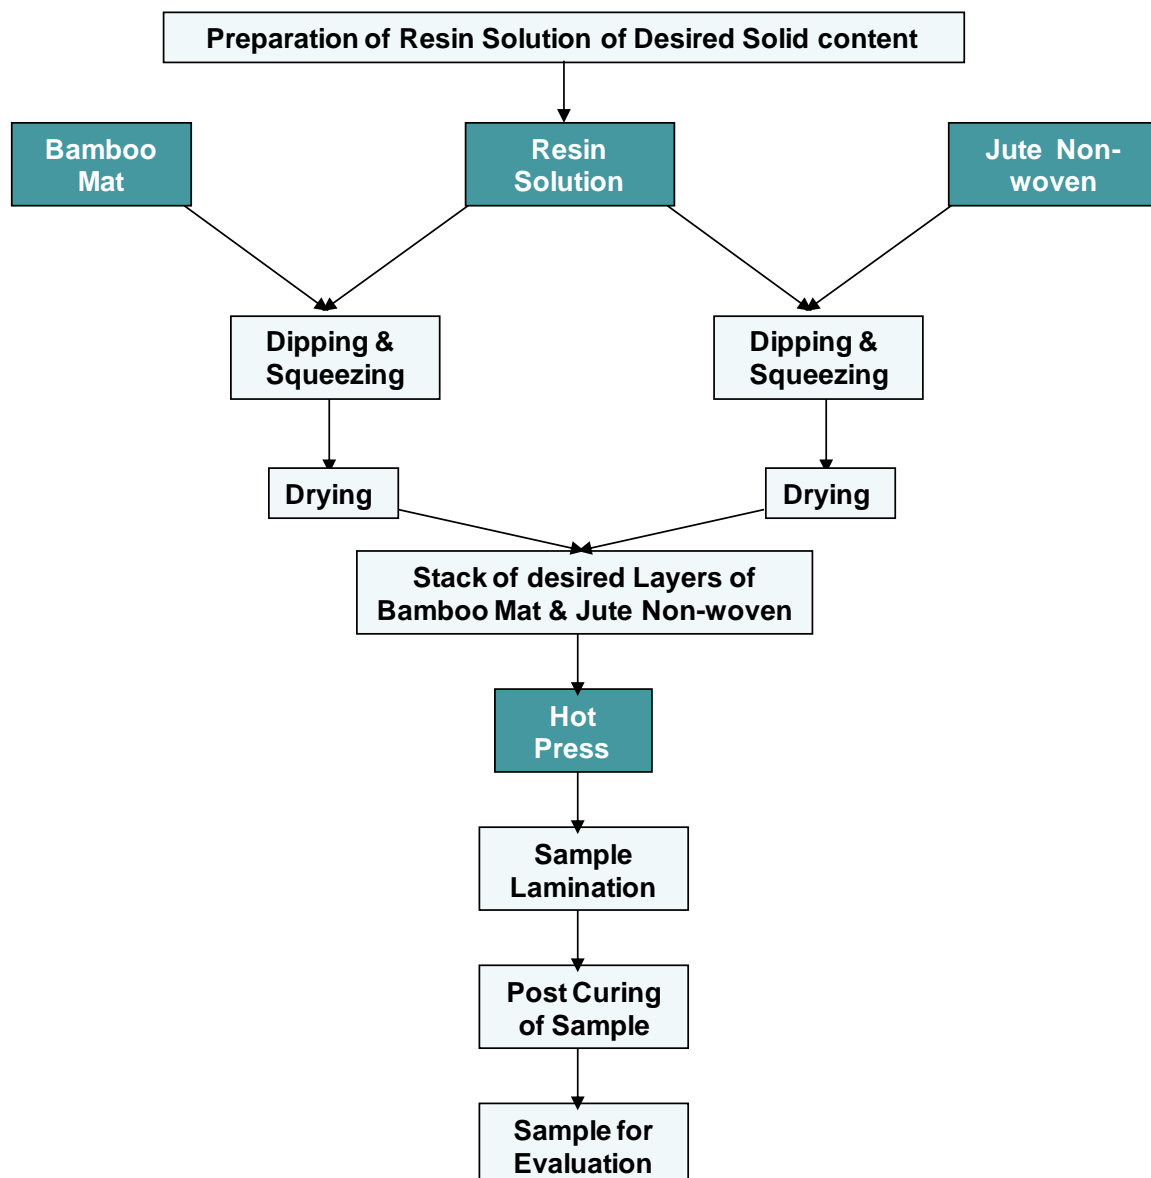 Preparation of Resin Solution of Desired Solid content
Bamboo
Mat
Resin
Solution
Jute Non-
woven
Dipping &
Squeezing
Dipping &
Squeezing
Drying
Drying
Stack of desired Layers of
Bamboo Mat & Jute Non-woven
Hot
Press
Sample
Lamination
Post Curing
of Sample
Sample for
Evaluation